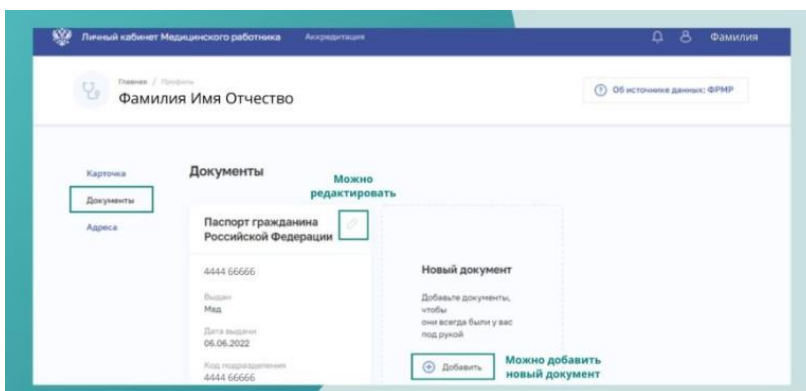 Личный кабинет Медицинского работника Аккредитация Фамилия
Главная / Профиль
Фамилия Имя Отчество
Об источнике данных: ФРМР
Карточка
Документы
Адреса
Документы
Можно
редактировать
Паспорт гражданина
Российской Федерации
4444 66666
Выдан
Мвд
Дата выдачи
06.06.2022
Код подразделения
4444 66666
Новый документ
Добавьте документы,
чтобы
они всегда были у вас
под рукой
Добавить
Можно добавить
новый документ